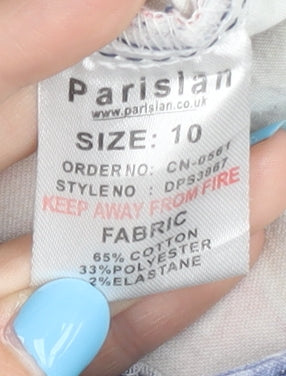 Parisian
www.parisian.co.uk
SIZE: 10
ORDER NO: CN-0561
STYLE NO : DPS3867
KEEP AWAY FROM FIRE
FABRIC
65% COTTON
33%POLYESTER
2%ELASTANE